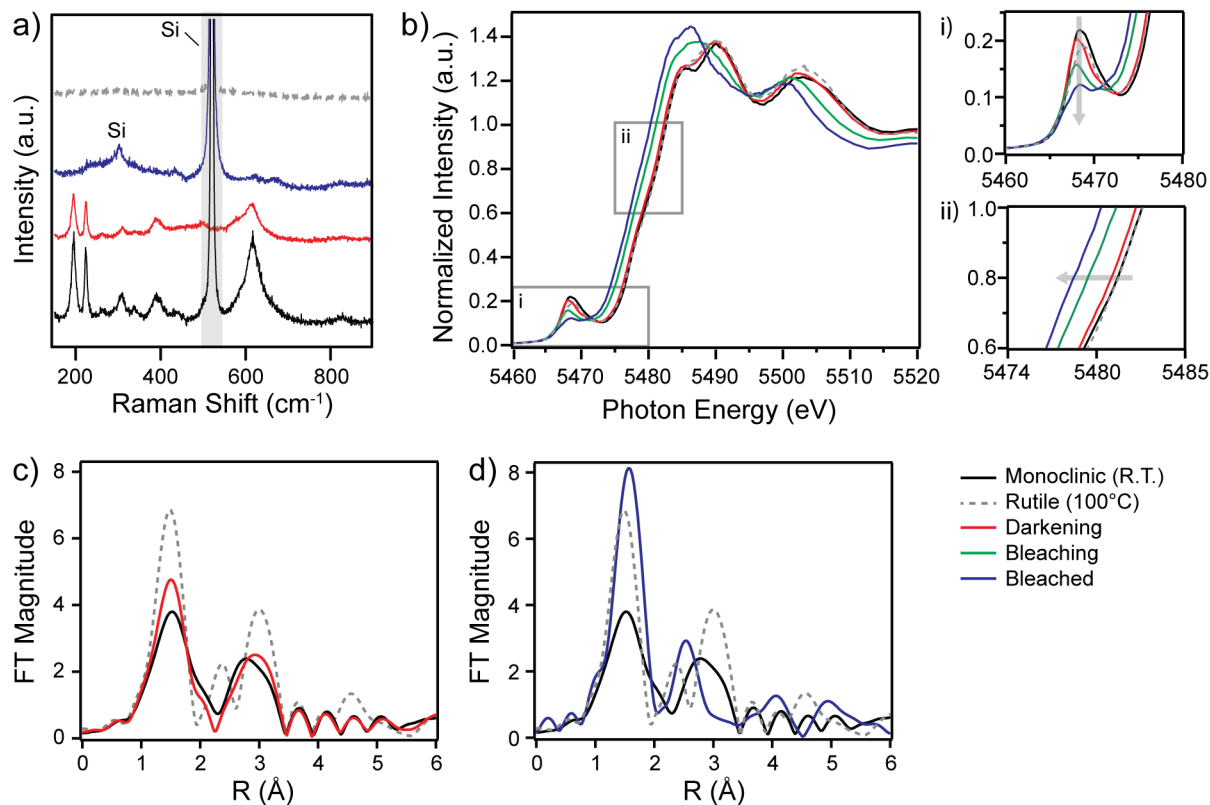 a)
Si
Si
Intensity (a.u.)
200 400 600 800
Raman Shift (cm⁻¹)
b)
1.4
1.2
1.0
0.8
0.6
0.4
0.2
0.0
ii
i
Normalized Intensity (a.u.)
5460 5470 5480 5490 5500 5510 5520
Photon Energy (eV)
i)
0.2
0.1
0.0
5460 5470 5480
ii)
1.0
0.8
0.6
5474 5480 5485
c)
8
6
4
2
0
FT Magnitude
0 1 2 3 4 5 6
R (Å)
d)
8
6
4
2
0
FT Magnitude
0 1 2 3 4 5 6
R (Å)
Monoclinic (R.T.)
Rutile (100°C)
Darkening
Bleaching
Bleached